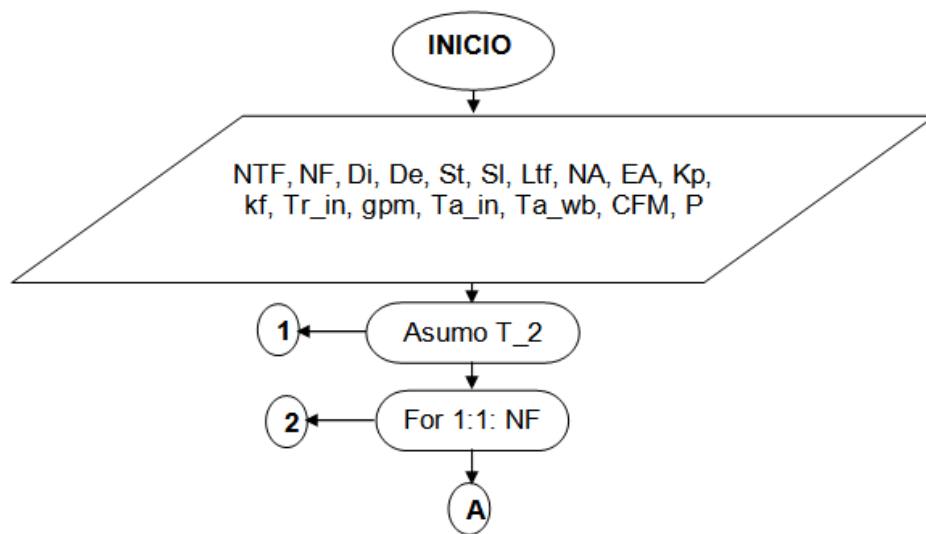 INICIO
NTF, NF, Di, De, St, Sl, Ltf, NA, EA, Kp,
kf, Tr_in, gpm, Ta_in, Ta_wb, CFM, P
1
Asumo T_2
2
For 1:1: NF
A